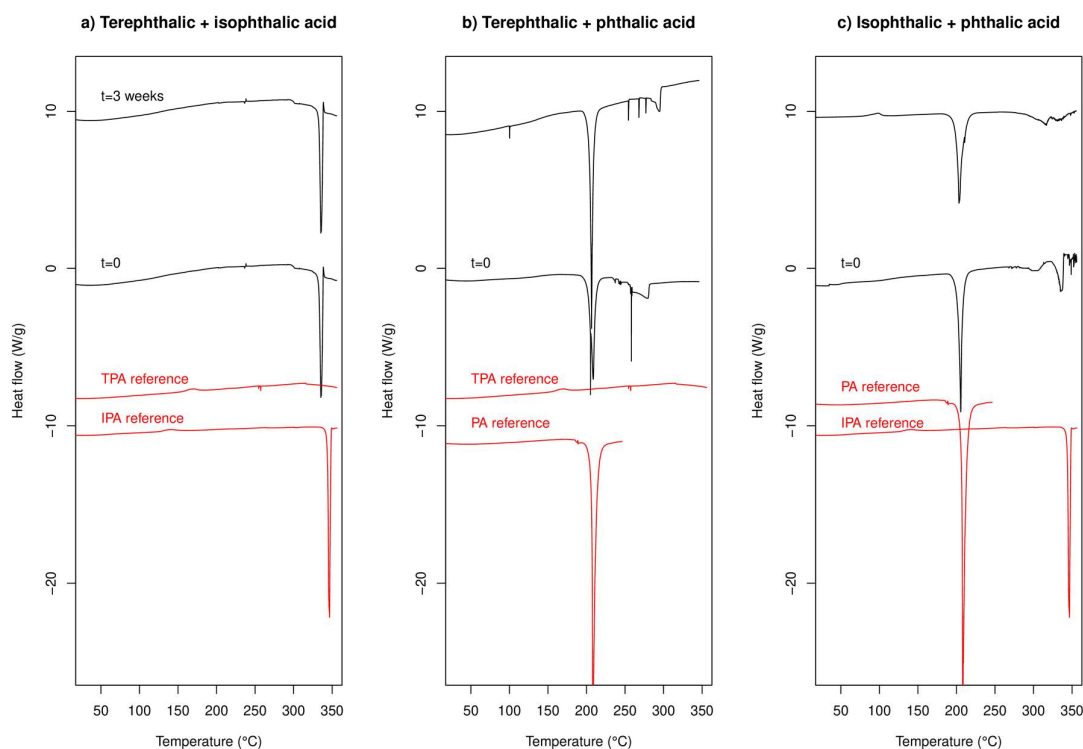 a) Terephthalic + isophthalic acid
t=3 weeks
t=0
TPA reference
IPA reference
10
0
−10
−20
Heat flow (W/g)
50 100 150 200 250 300 350
Temperature (°C)
b) Terephthalic + phthalic acid
t=0
TPA reference
PA reference
10
0
−10
−20
Heat flow (W/g)
50 100 150 200 250 300 350
Temperature (°C)
c) Isophthalic + phthalic acid
t=0
PA reference
IPA reference
10
0
−10
−20
Heat flow (W/g)
50 100 150 200 250 300 350
Temperature (°C)